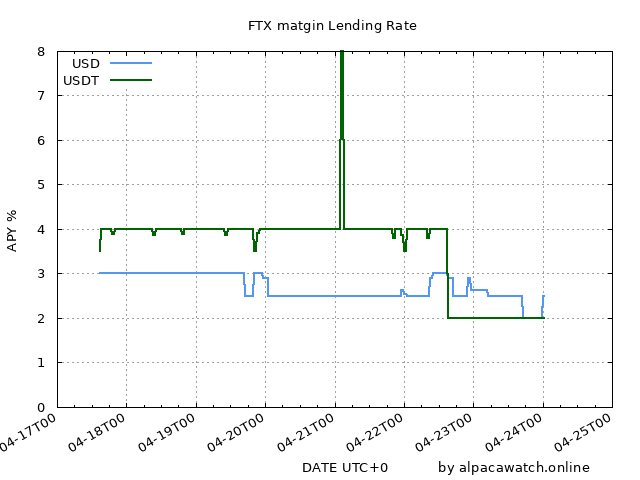 FTX matgin Lending Rate
USD
USDT
8
7
6
5
4
3
2
1
0
APY %
04-17T00
04-18T00
04-19T00
04-20T00
04-21T00
04-22T00
04-23T00
04-24T00
04-25T00
DATE UTC+0
by alpacawatch.online